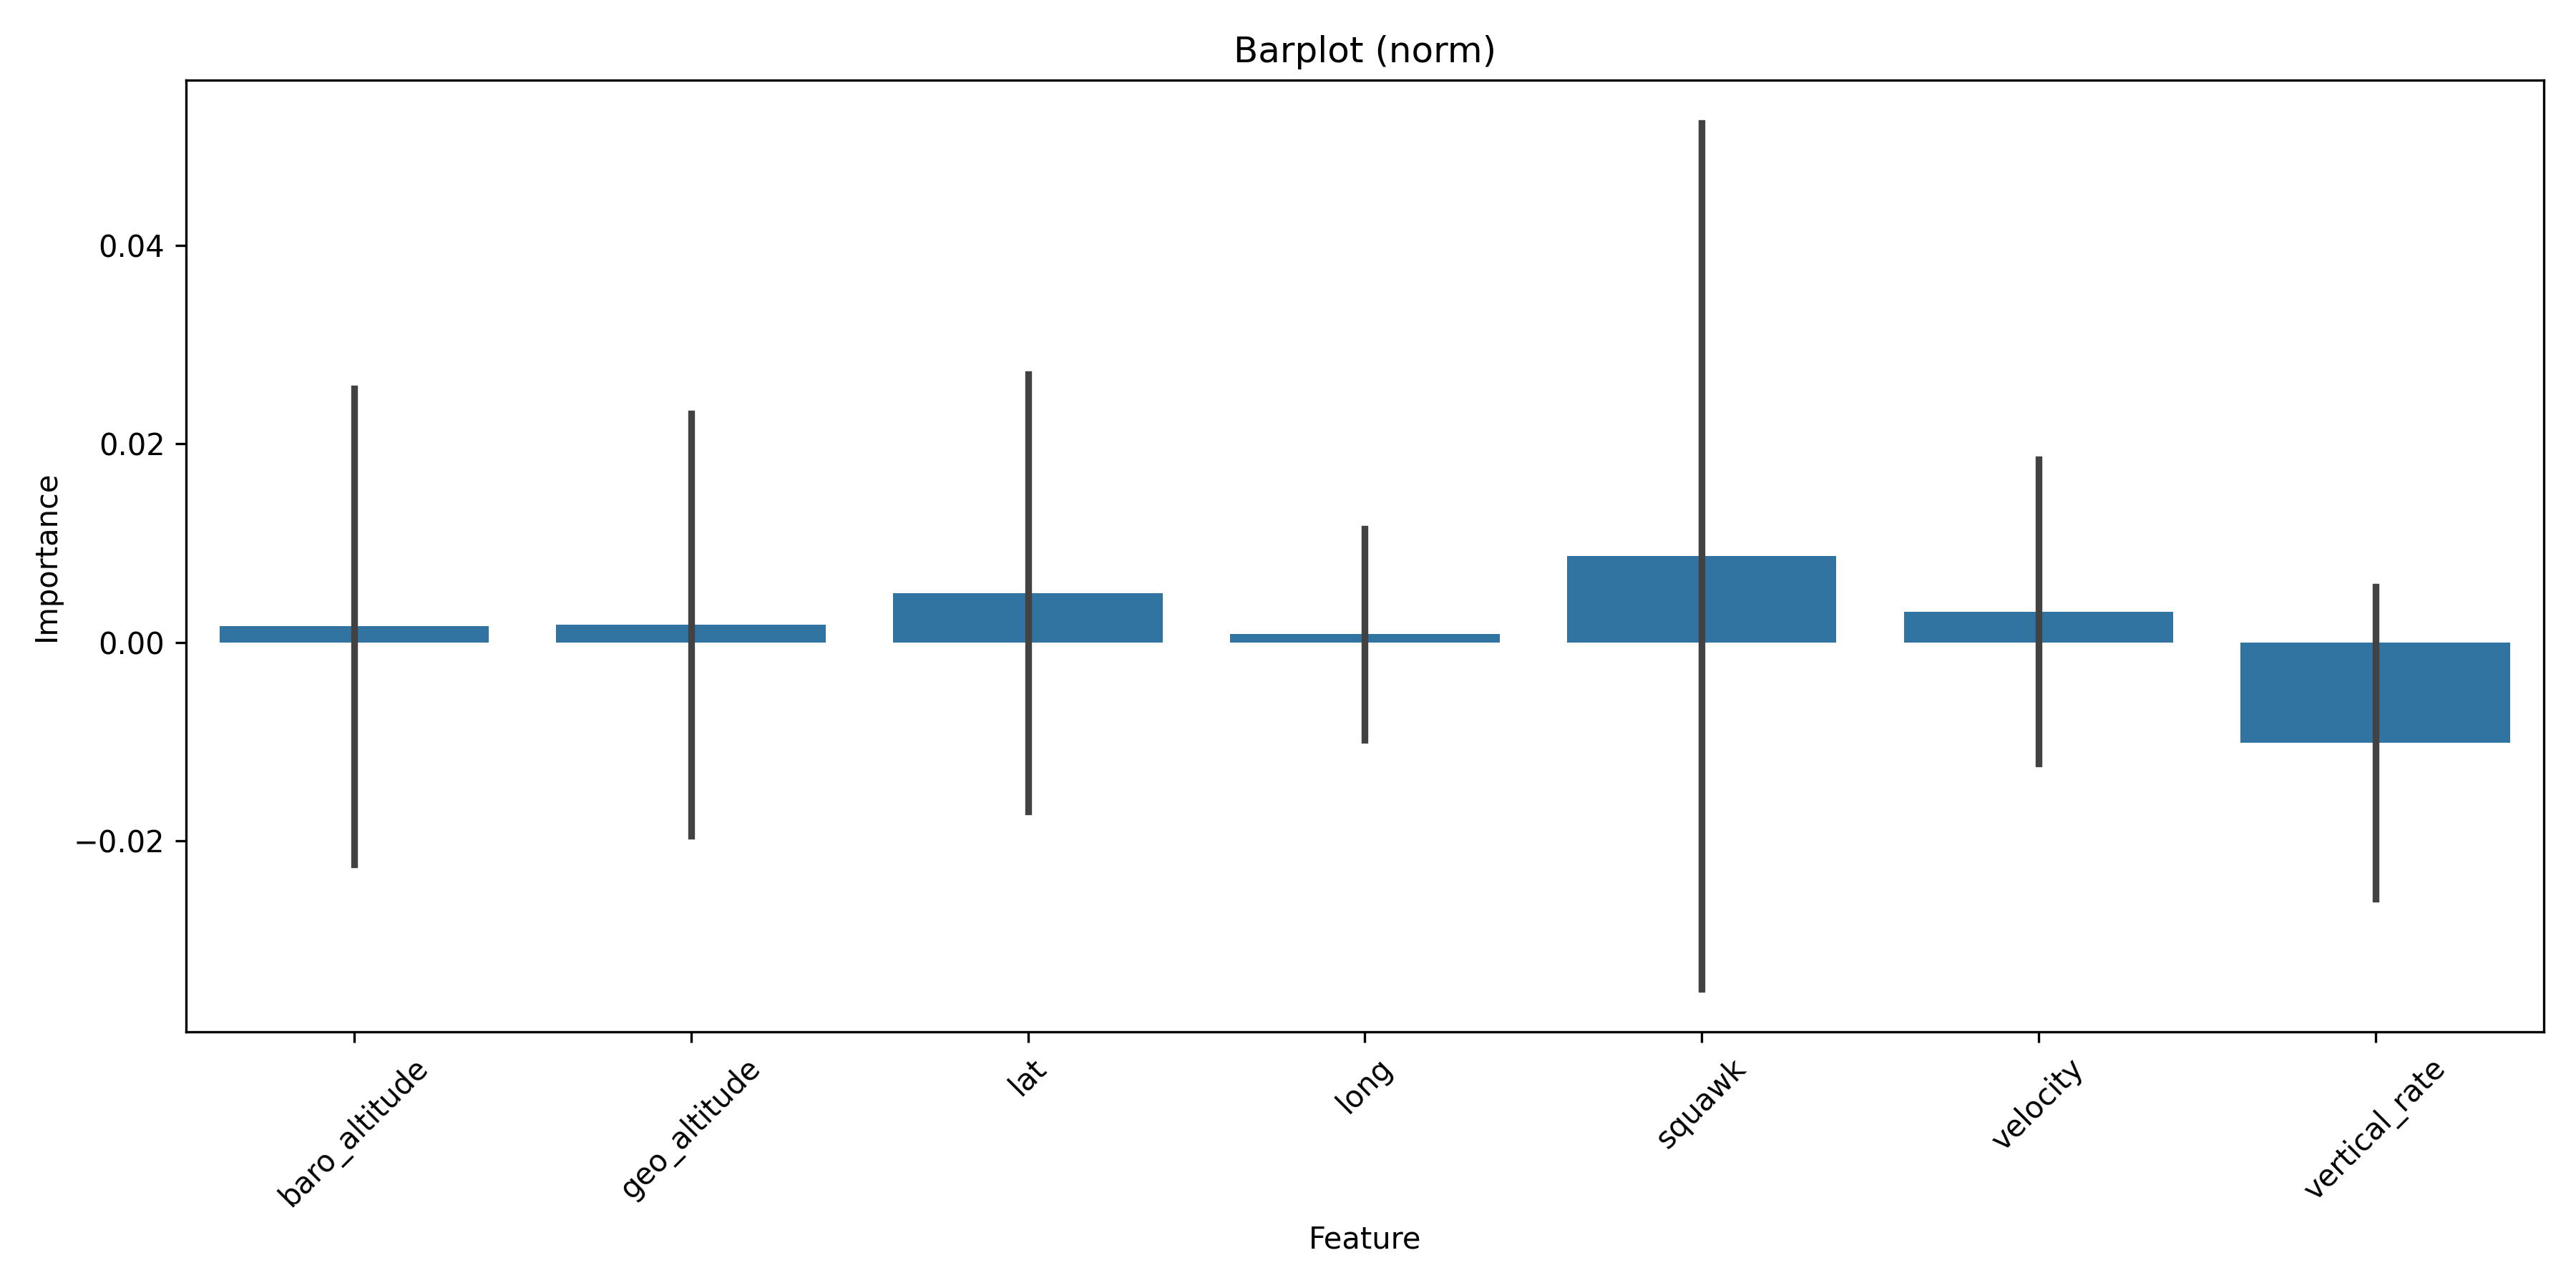 Barplot (norm)
Importance
0.04
0.02
0.00
−0.02
baro_altitude
geo_altitude
lat
long
squawk
velocity
vertical_rate
Feature